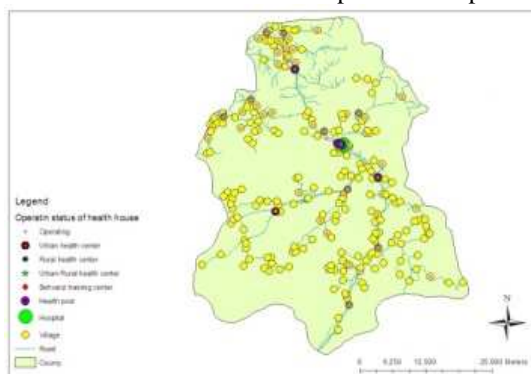 Legend
Operatin status of health house
Operating
Urban health center
Rural health center
Urban-Rural health center
Behvarz training center
Health post
Hospital
Village
Road
County
N
0 6,250 12,500 25,000 Meters